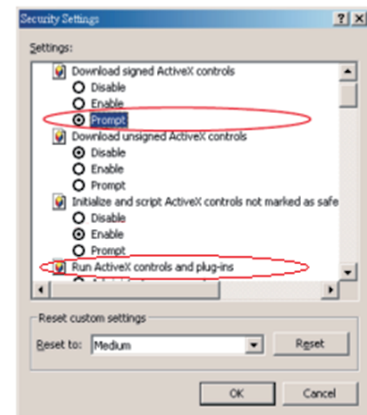 Security Settings
Settings:
Download signed ActiveX controls
Disable
Enable
Prompt
Download unsigned ActiveX controls
Disable
Enable
Prompt
Initialize and script ActiveX controls not marked as safe
Disable
Enable
Prompt
Run ActiveX controls and plug-ins
Reset custom settings
Reset to: Medium Reset
OK Cancel